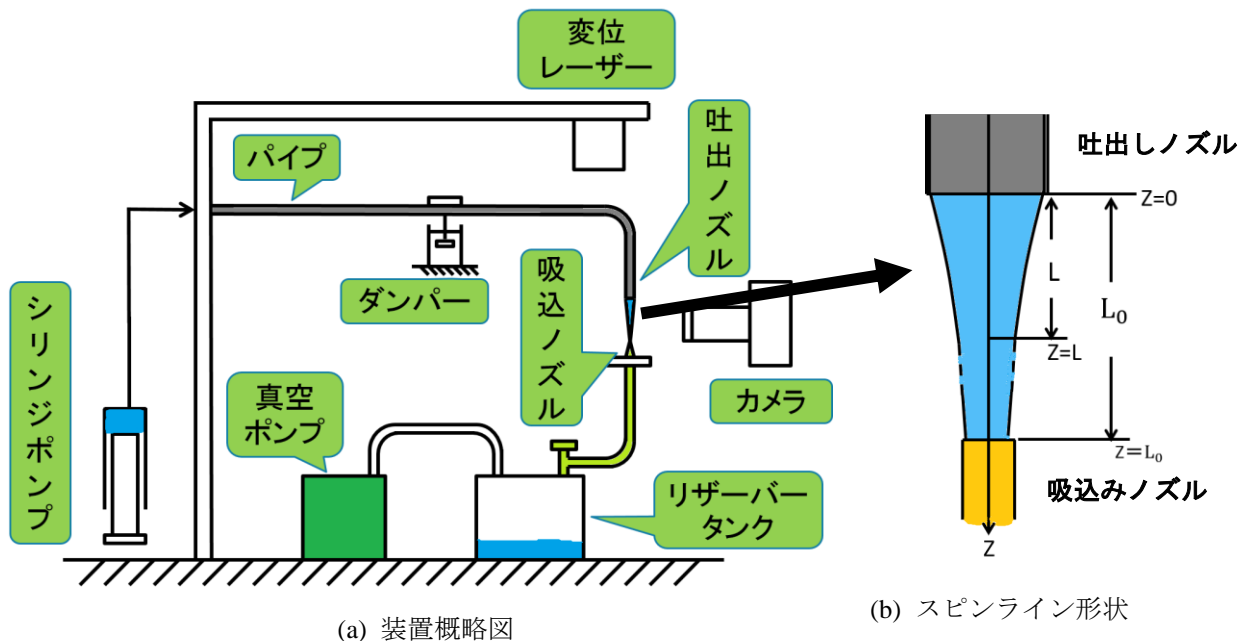 変位
レーザー
パイプ
吐出ノズル
ダンパー
吸込ノズル
シリンジポンプ
真空
ポンプ
カメラ
リザーバー
タンク
(a) 装置概略図
吐出しノズル
Z=0
L
L₀
Z=L
Z=L₀
吸込みノズル
Z
(b) スピンライン形状